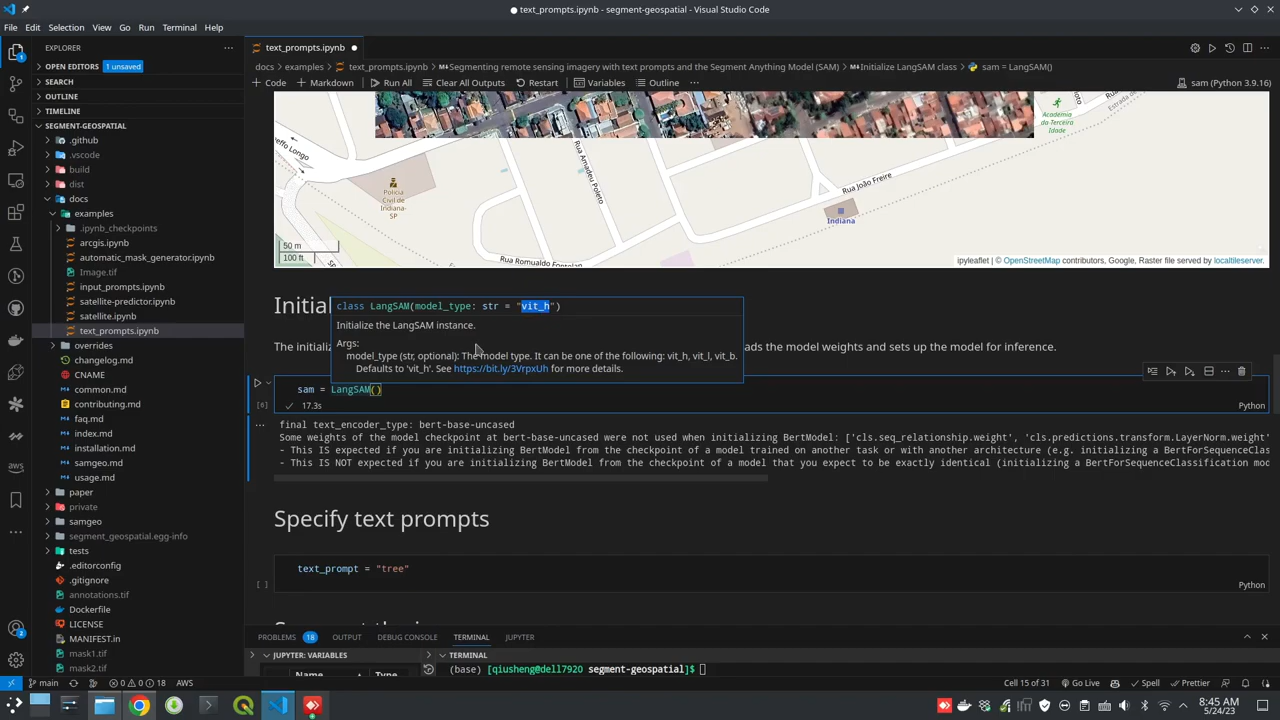 text_prompts.ipynb - segment-geospatial - Visual Studio Code
File Edit Selection View Go Run Terminal Help
EXPLORER
text_prompts.ipynb
OPEN EDITORS 1 unsaved
docs > examples > text_prompts.ipynb > Segmenting remote sensing imagery with text prompts and the Segment Anything Model (SAM) > Initialize LangSAM class > sam = LangSAM()
SEARCH
+ Code + Markdown Run All Clear All Outputs Restart Variables Outline sam (Python 3.9.16)
OUTLINE
TIMELINE
SEGMENT-GEOSPATIAL
.github
.vscode
build
dist
docs
examples
.ipynb_checkpoints
arcgis.ipynb
automatic_mask_generator.ipynb
Image.tif
input_prompts.ipynb
satellite-predictor.ipynb
satellite.ipynb
text_prompts.ipynb
overrides
changelog.md
CNAME
common.md
contributing.md
faq.md
index.md
installation.md
samgeo.md
usage.md
paper
private
samgeo
segment_geospatial.egg-info
tests
.editorconfig
.gitignore
annotations.tif
Dockerfile
LICENSE
MANIFEST.in
mask1.tif
mask2.tif
Academia
da Terceira
Idade
Estrada de
effo Longo
Rua Amadeu Poeto
Rua João Freire
Polícia
Civil de
Indiana-
SP
Indiana
Rua Romualdo Fontolan
50 m
100 ft
ipyleaflet | © OpenStreetMap contributors, Google, Raster file served by localtileserver.
Initi
class LangSAM(model_type: str = "vit_h")
Initialize the LangSAM instance.
Args:
model_type (str, optional): The model type. It can be one of the following: vit_h, vit_l, vit_b.
Defaults to 'vit_h'. See https://bit.ly/3VrpxUh for more details.
The initializ
ads the model weights and sets up the model for inference.
sam = LangSAM()
[6] 17.3s Python
final text_encoder_type: bert-base-uncased
Some weights of the model checkpoint at bert-base-uncased were not used when initializing BertModel: ['cls.seq_relationship.weight', 'cls.predictions.transform.LayerNorm.weight'
- This IS expected if you are initializing BertModel from the checkpoint of a model trained on another task or with another architecture (e.g. initializing a BertForSequenceClas
- This IS NOT expected if you are initializing BertModel from the checkpoint of a model that you expect to be exactly identical (initializing a BertForSequenceClassification mod
Specify text prompts
text_prompt = "tree"
[ ] Python
PROBLEMS 18 OUTPUT DEBUG CONSOLE TERMINAL JUPYTER
JUPYTER: VARIABLES
TERMINAL
Name Type
(base) [qiusheng@dell7920 segment-geospatial]$
main 0 0 18 AWS Cell 15 of 31 Go Live Spell Prettier
8:45 AM
5/24/23